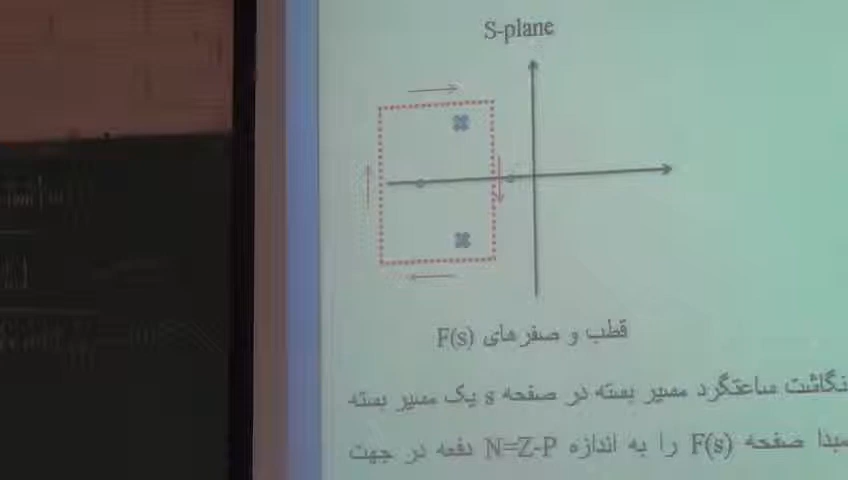 S-plane
قطب و صفرهای F(s)
نگاشت ساعتگرد مسیر بسته در صفحه s یک مسیر بسته
مبدا صفحه F(s) را به اندازه N=Z-P دفعه در جهت